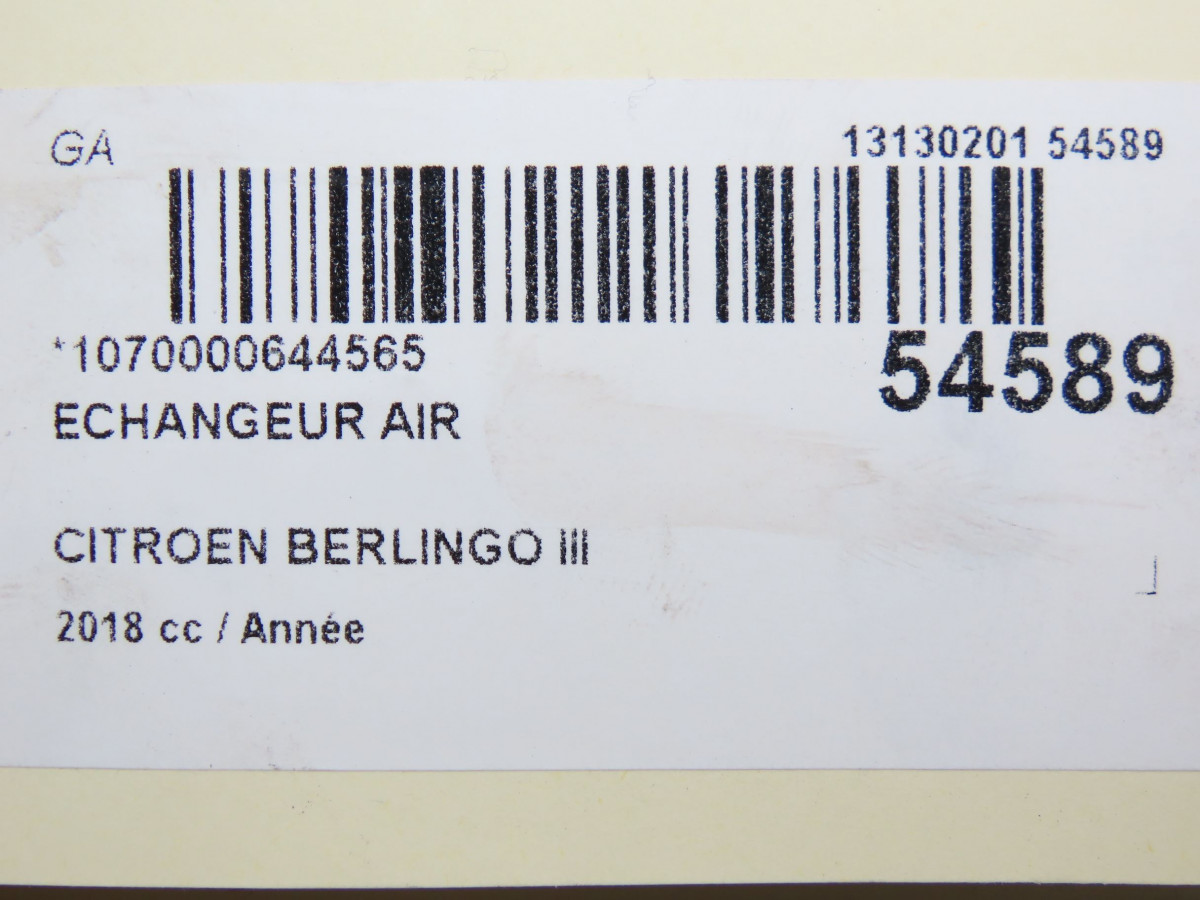 GA 13130201 54589
*1070000644565 54589
ECHANGEUR AIR
CITROEN BERLINGO III
2018 cc / Année